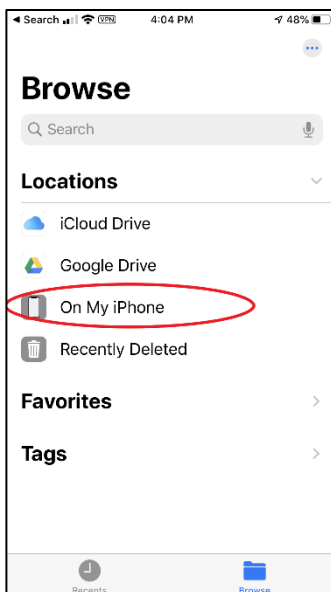 Search VPN 4:04 PM 48%
Browse
Search
Locations
iCloud Drive
Google Drive
On My iPhone
Recently Deleted
Favorites
Tags
Recents Browse